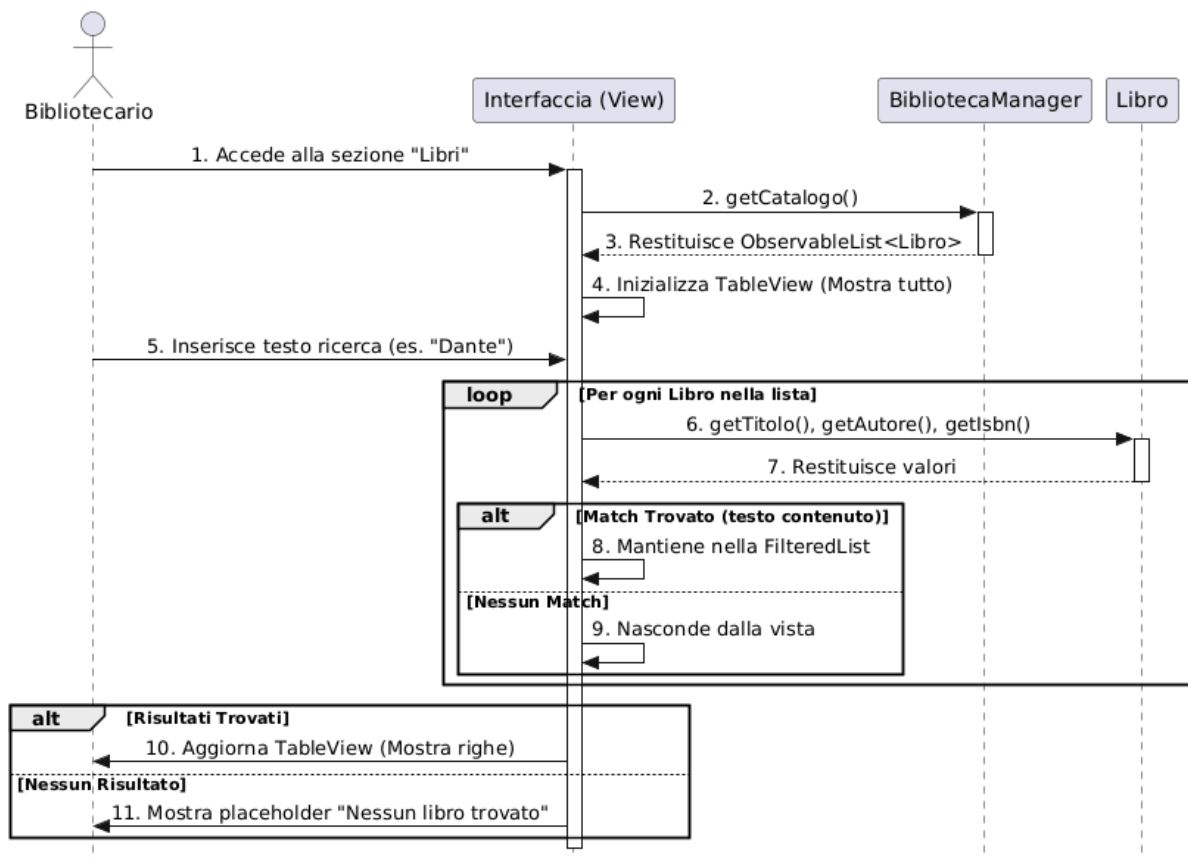 Bibliotecario
Interfaccia (View)
BibliotecaManager
Libro
1. Accede alla sezione "Libri"
2. getCatalogo()
3. Restituisce ObservableList<Libro>
4. Inizializza TableView (Mostra tutto)
5. Inserisce testo ricerca (es. "Dante")
loop
[Per ogni Libro nella lista]
6. getTitolo(), getAutore(), getIsbn()
7. Restituisce valori
alt
[Match Trovato (testo contenuto)]
8. Mantiene nella FilteredList
[Nessun Match]
9. Nasconde dalla vista
alt
[Risultati Trovati]
10. Aggiorna TableView (Mostra righe)
[Nessun Risultato]
11. Mostra placeholder "Nessun libro trovato"